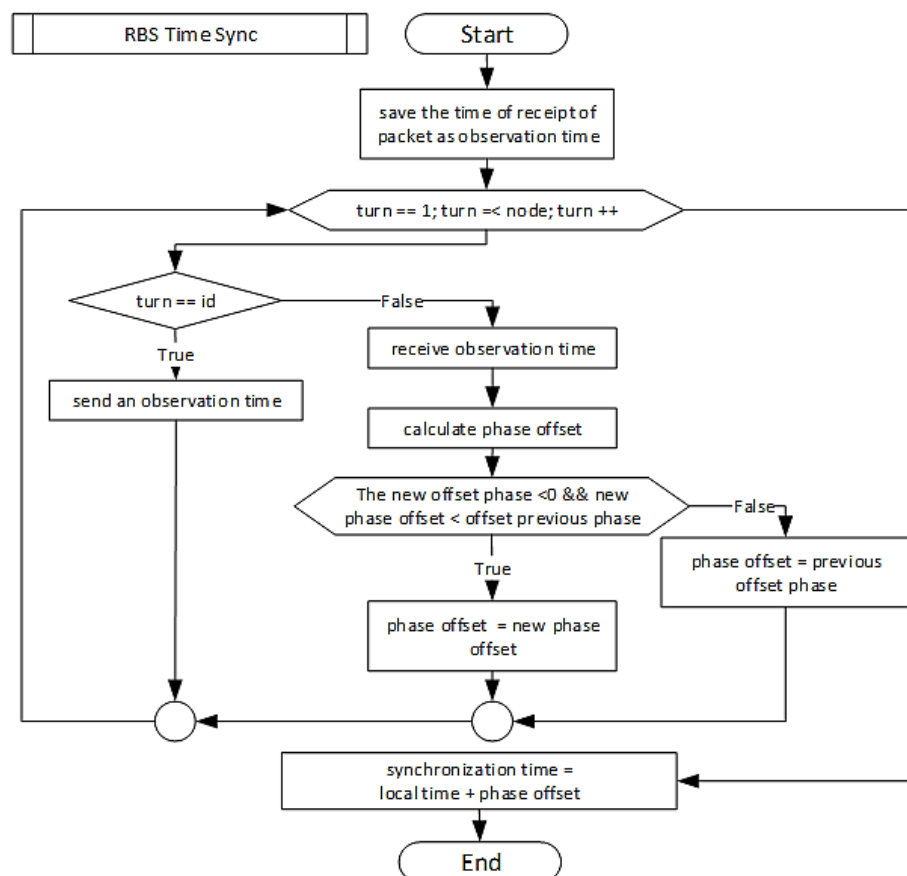 RBS Time Sync
Start
save the time of receipt of
packet as observation time
turn == 1; turn =< node; turn ++
turn == id
False
True
receive observation time
send an observation time
calculate phase offset
The new offset phase <0 && new
phase offset < offset previous phase
False
True
phase offset = previous
offset phase
phase offset = new phase
offset
synchronization time =
local time + phase offset
End